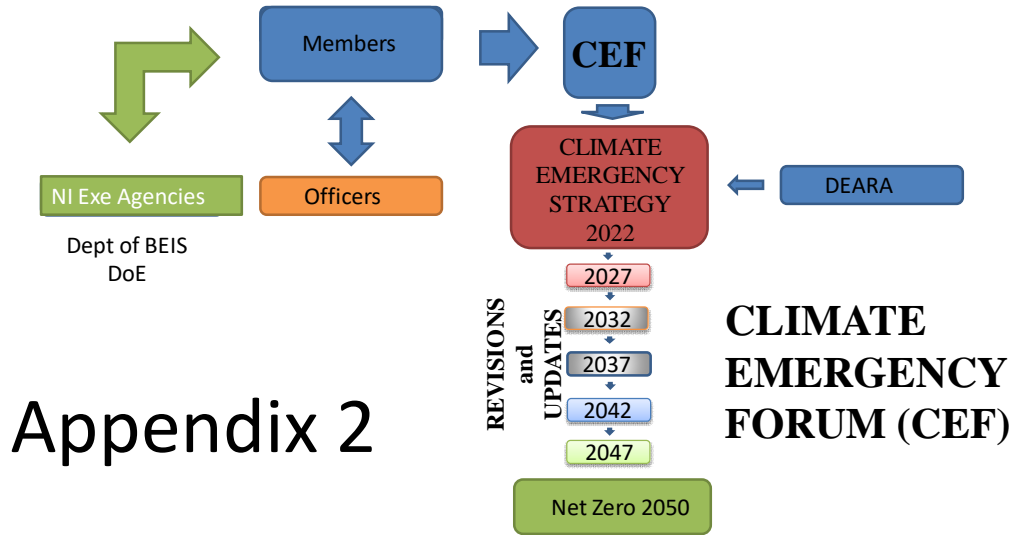 Members
CEF
NI Exe Agencies
Officers
Dept of BEIS
DoE
CLIMATE
EMERGENCY
STRATEGY
2022
DEARA
2027
2032
2037
2042
2047
REVISIONS
and
UPDATES
Net Zero 2050
CLIMATE
EMERGENCY
FORUM (CEF)
Appendix 2